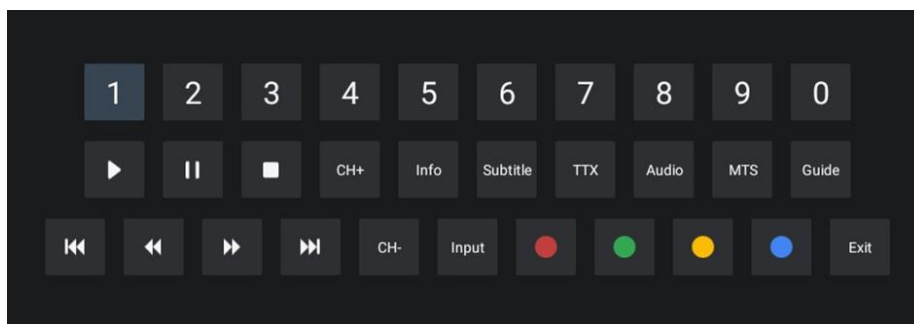 1 2 3 4 5 6 7 8 9 0
CH+ Info Subtitle TTX Audio MTS Guide
CH- Input Exit